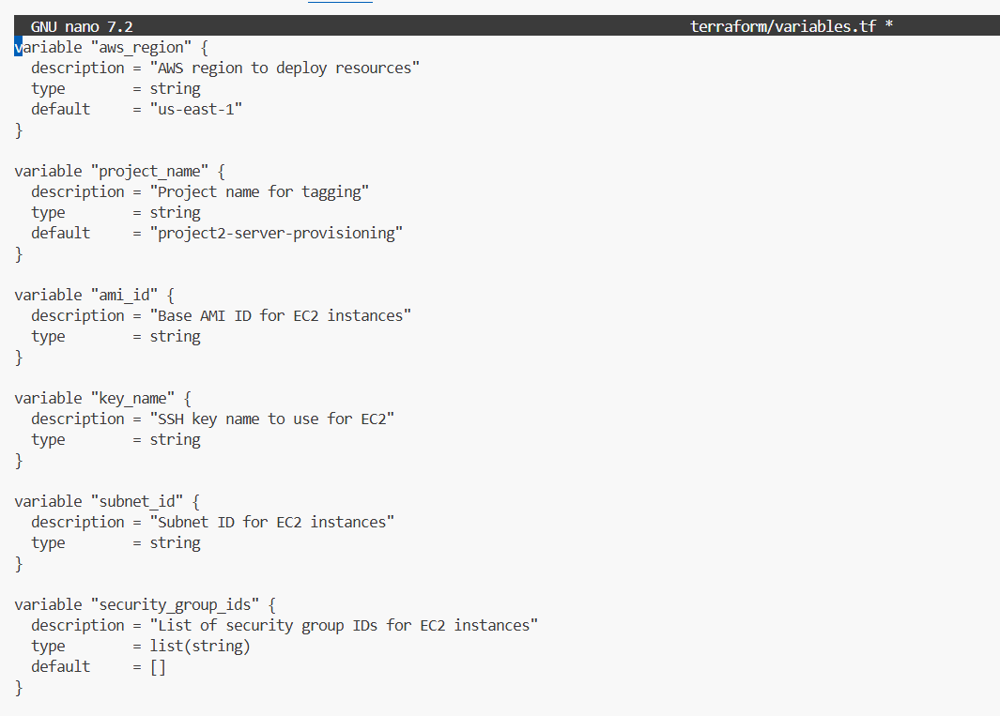 GNU nano 7.2 terraform/variables.tf *
variable "aws_region" {
  description = "AWS region to deploy resources"
  type        = string
  default     = "us-east-1"
}

variable "project_name" {
  description = "Project name for tagging"
  type        = string
  default     = "project2-server-provisioning"
}

variable "ami_id" {
  description = "Base AMI ID for EC2 instances"
  type        = string
}

variable "key_name" {
  description = "SSH key name to use for EC2"
  type        = string
}

variable "subnet_id" {
  description = "Subnet ID for EC2 instances"
  type        = string
}

variable "security_group_ids" {
  description = "List of security group IDs for EC2 instances"
  type        = list(string)
  default     = []
}